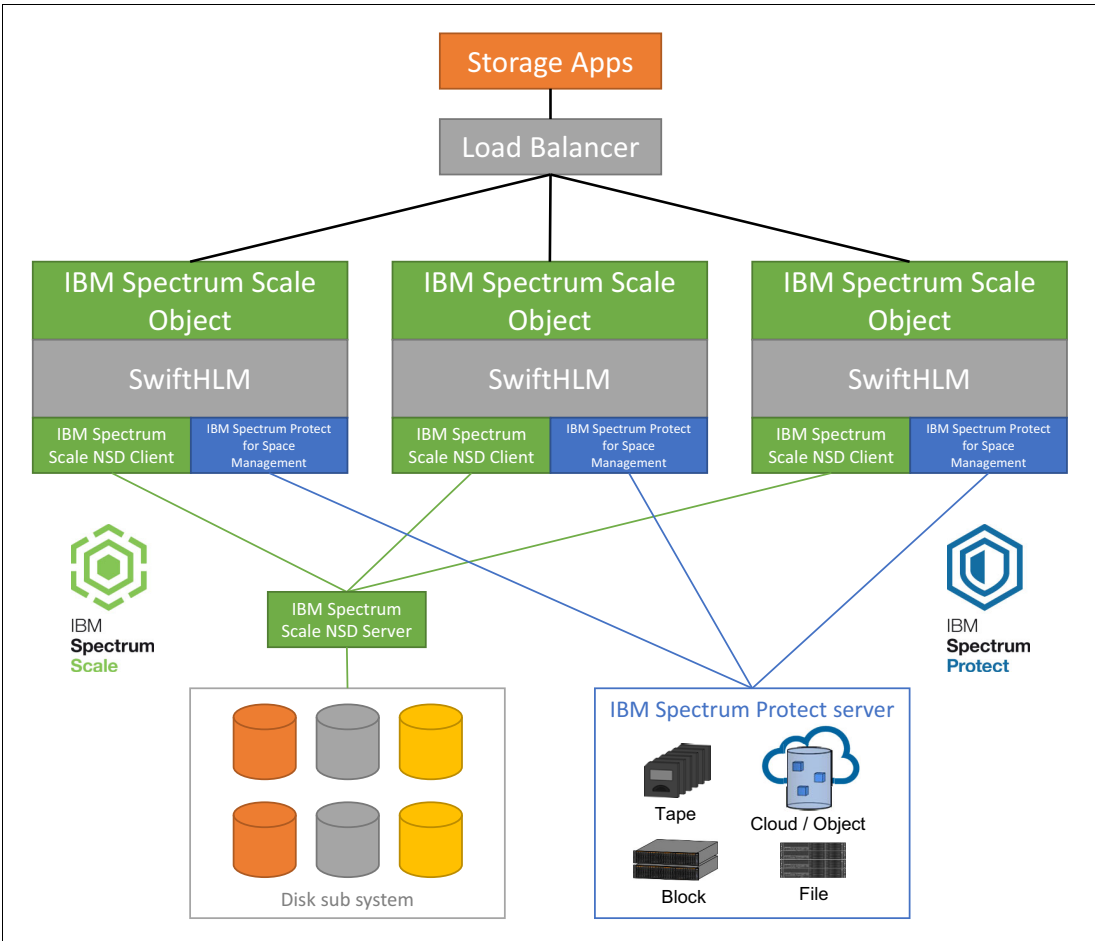 Storage Apps
Load Balancer
IBM Spectrum Scale
Object
SwiftHLM
IBM Spectrum
Scale NSD Client
IBM Spectrum Protect
for Space
Management
IBM Spectrum Scale
Object
SwiftHLM
IBM Spectrum
Scale NSD Client
IBM Spectrum Protect
for Space
Management
IBM Spectrum Scale
Object
SwiftHLM
IBM Spectrum
Scale NSD Client
IBM Spectrum Protect
for Space
Management
IBM
Spectrum
Scale
IBM Spectrum
Scale NSD Server
IBM
Spectrum
Protect
Disk sub system
IBM Spectrum Protect server
Tape
Cloud / Object
Block
File